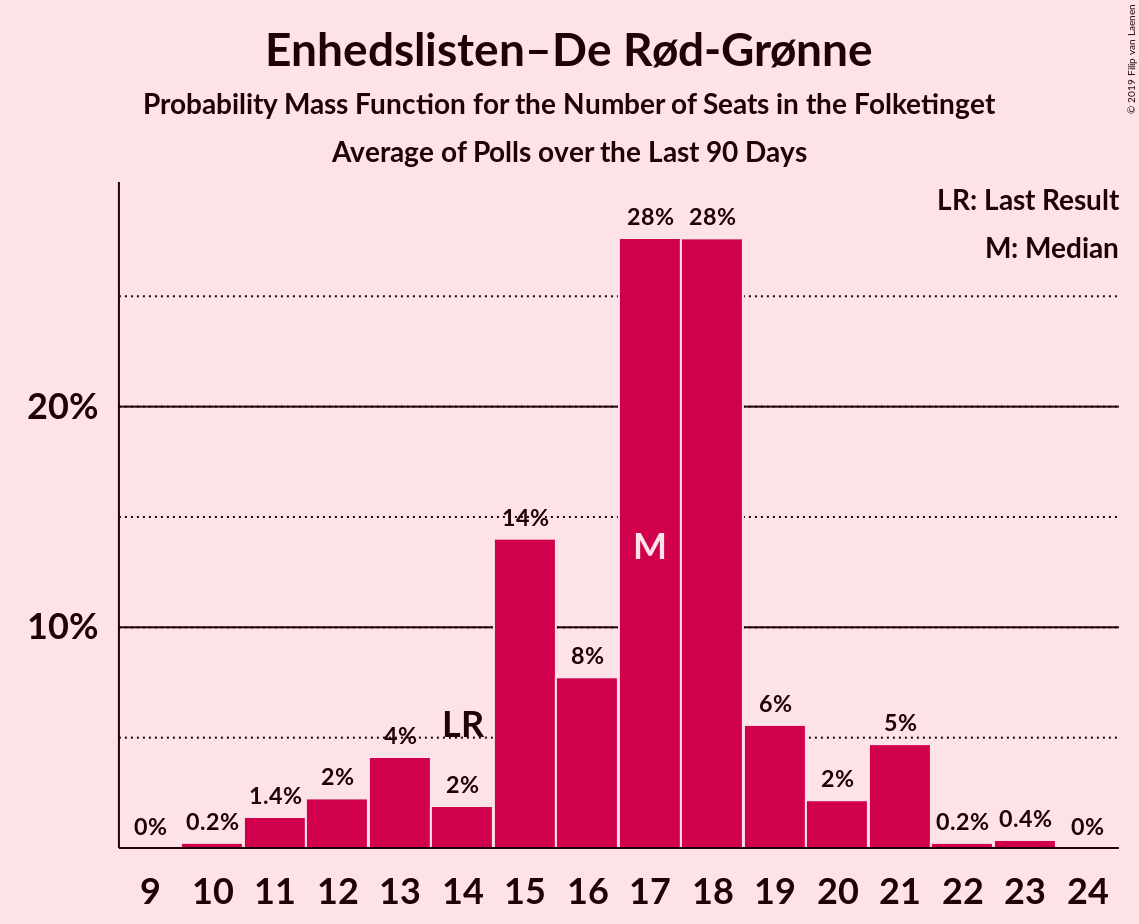 Enhedslisten–De Rød-Grønne
Probability Mass Function for the Number of Seats in the Folketinget
Average of Polls over the Last 90 Days
© 2019 Filip van Laenen
LR: Last Result
M: Median
28% 28%
20%
14%
M
10%
8%
6%
LR
5%
4%
2%
2%
2%
1.4%
0% 0.2% 0.2% 0.4% 0%
9 10 11 12 13 14 15 16 17 18 19 20 21 22 23 24